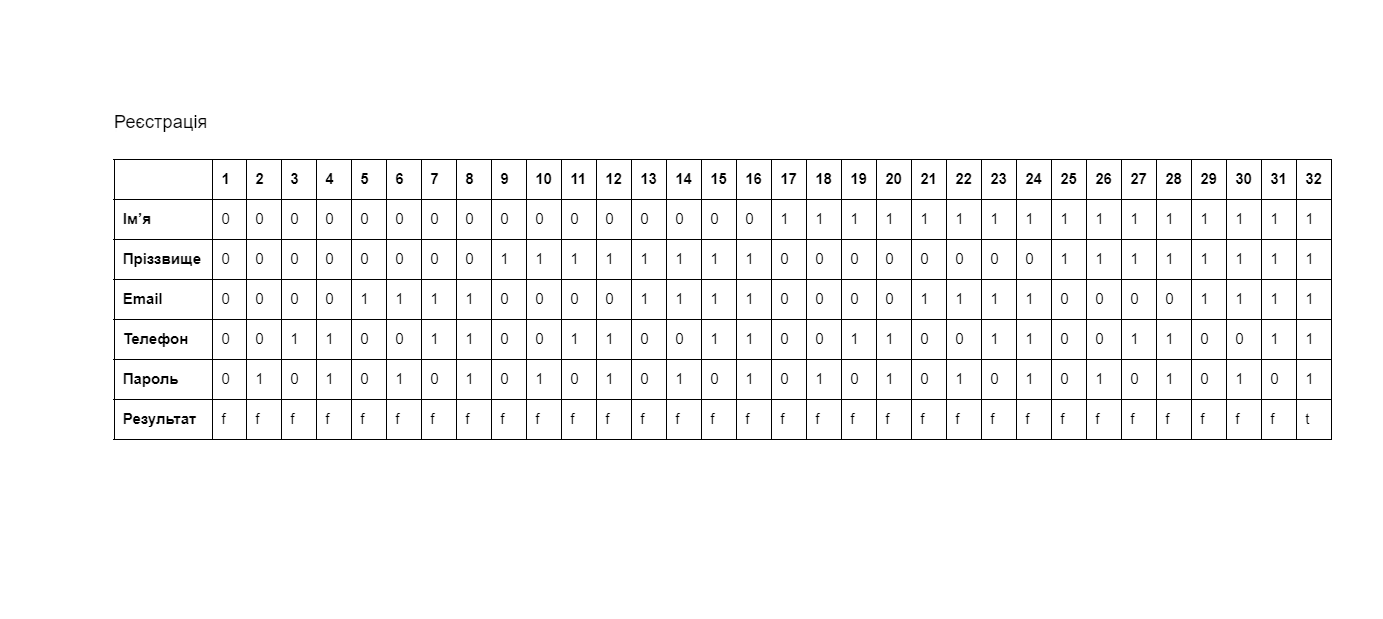 Реєстрація
1 2 3 4 5 6 7 8 9 10 11 12 13 14 15 16 17 18 19 20 21 22 23 24 25 26 27 28 29 30 31 32
Ім’я 0 0 0 0 0 0 0 0 0 0 0 0 0 0 0 0 1 1 1 1 1 1 1 1 1 1 1 1 1 1 1 1
Пріззвище 0 0 0 0 0 0 0 0 1 1 1 1 1 1 1 1 0 0 0 0 0 0 0 0 1 1 1 1 1 1 1 1
Email 0 0 0 0 1 1 1 1 0 0 0 0 1 1 1 1 0 0 0 0 1 1 1 1 0 0 0 0 1 1 1 1
Телефон 0 0 1 1 0 0 1 1 0 0 1 1 0 0 1 1 0 0 1 1 0 0 1 1 0 0 1 1 0 0 1 1
Пароль 0 1 0 1 0 1 0 1 0 1 0 1 0 1 0 1 0 1 0 1 0 1 0 1 0 1 0 1 0 1 0 1
Результат f f f f f f f f f f f f f f f f f f f f f f f f f f f f f f f t